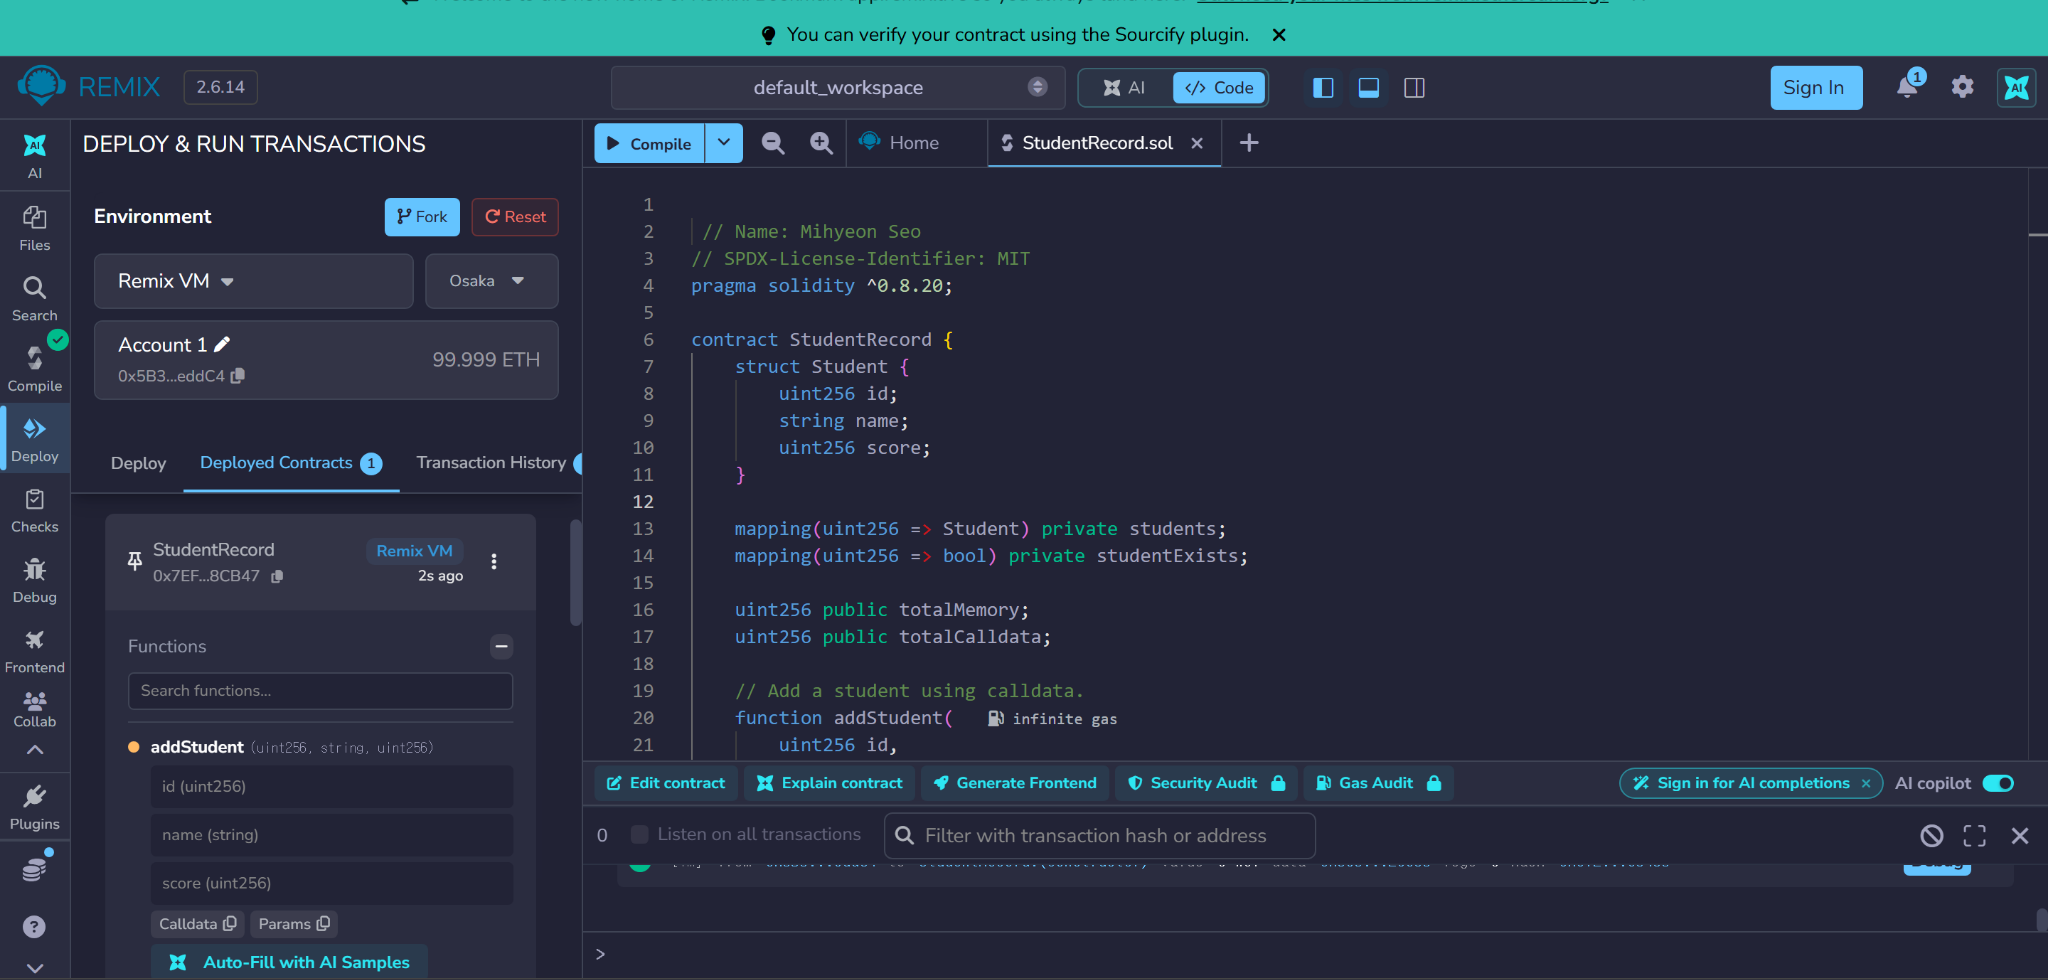 You can verify your contract using the Sourcify plugin.
REMIX 2.6.14 default_workspace AI Code Sign In 1 AI
AI
Files
Search
Compile
Deploy
Checks
Debug
Frontend
Collab
Plugins
DEPLOY & RUN TRANSACTIONS
Environment Fork Reset
Remix VM Osaka
Account 1
0x5B3...eddC4 99.999 ETH
Deploy Deployed Contracts 1 Transaction History
StudentRecord Remix VM
0x7EF...8CB47 2s ago
Functions
Search functions...
addStudent (uint256, string, uint256)
id (uint256)
name (string)
score (uint256)
Calldata Params
Auto-Fill with AI Samples
Compile Home StudentRecord.sol
1
2 // Name: Mihyeon Seo
3 // SPDX-License-Identifier: MIT
4 pragma solidity ^0.8.20;
5
6 contract StudentRecord {
7 struct Student {
8 uint256 id;
9 string name;
10 uint256 score;
11 }
12
13 mapping(uint256 => Student) private students;
14 mapping(uint256 => bool) private studentExists;
15
16 uint256 public totalMemory;
17 uint256 public totalCalldata;
18
19 // Add a student using calldata.
20 function addStudent( infinite gas
21 uint256 id,
Edit contract Explain contract Generate Frontend Security Audit Gas Audit Sign in for AI completions × AI copilot
0 Listen on all transactions Filter with transaction hash or address
>